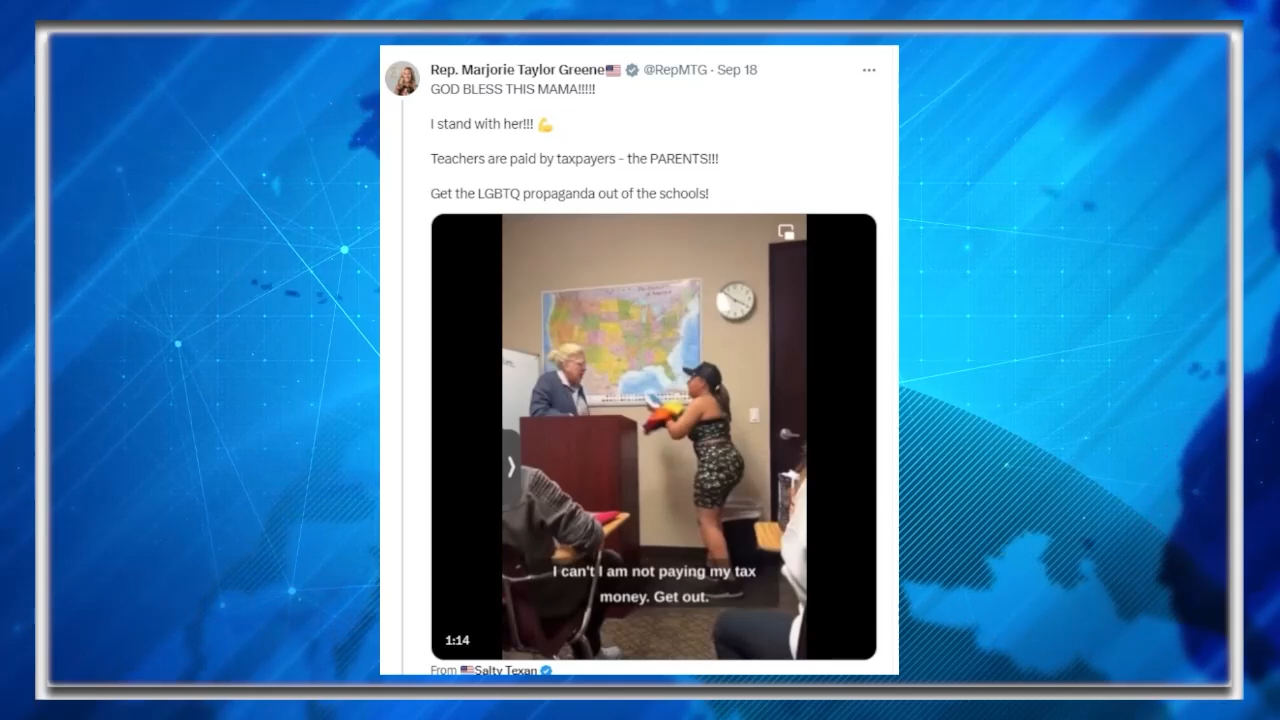 Rep. Marjorie Taylor Greene🇺🇸 @RepMTG · Sep 18
GOD BLESS THIS MAMA!!!!!
I stand with her!!! 💪
Teachers are paid by taxpayers - the PARENTS!!!
Get the LGBTQ propaganda out of the schools!
I can't I am not paying my tax
money. Get out.
1:14
From 🇺🇸Salty Texan